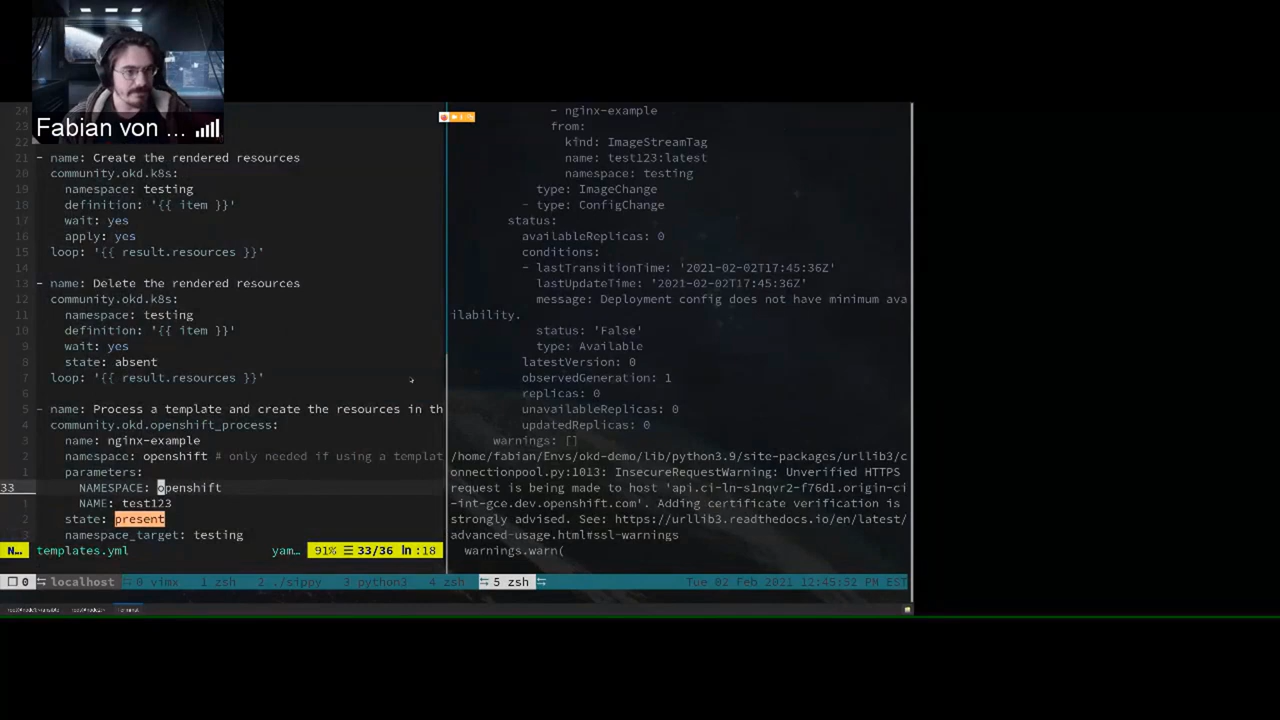 Fabian von ...
24
23
22
21 - name: Create the rendered resources
20 community.okd.k8s:
19 namespace: testing
18 definition: '{{ item }}'
17 wait: yes
16 apply: yes
15 loop: '{{ result.resources }}'
14
13 - name: Delete the rendered resources
12 community.okd.k8s:
11 namespace: testing
10 definition: '{{ item }}'
9 wait: yes
8 state: absent
7 loop: '{{ result.resources }}'
6
5 - name: Process a template and create the resources in th
4 community.okd.openshift_process:
3 name: nginx-example
2 namespace: openshift # only needed if using a templat
1 parameters:
33 NAMESPACE: openshift
1 NAME: test123
2 state: present
3 namespace_target: testing
N... templates.yml yam... 91% ☰ 33/36 ln :18
- nginx-example
from:
kind: ImageStreamTag
name: test123:latest
namespace: testing
type: ImageChange
- type: ConfigChange
status:
availableReplicas: 0
conditions:
- lastTransitionTime: '2021-02-02T17:45:36Z'
lastUpdateTime: '2021-02-02T17:45:36Z'
message: Deployment config does not have minimum ava
ilability.
status: 'False'
type: Available
latestVersion: 0
observedGeneration: 1
replicas: 0
unavailableReplicas: 0
updatedReplicas: 0
warnings: []
/home/fabian/Envs/okd-demo/lib/python3.9/site-packages/urllib3/c
onnectionpool.py:1013: InsecureRequestWarning: Unverified HTTPS
request is being made to host 'api.ci-ln-s1nqvr2-f76d1.origin-ci
-int-gce.dev.openshift.com'. Adding certificate verification is
strongly advised. See: https://urllib3.readthedocs.io/en/latest/
advanced-usage.html#ssl-warnings
warnings.warn(
0 localhost 0 vimx 1 zsh 2 ./sippy 3 python3 4 zsh 5 zsh Tue 02 Feb 2021 12:45:52 PM EST
Terminal